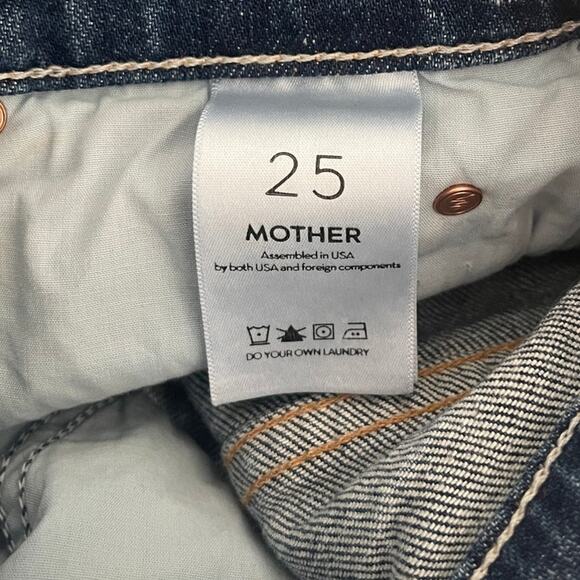 25
MOTHER
Assembled in USA
by both USA and foreign components
DO YOUR OWN LAUNDRY